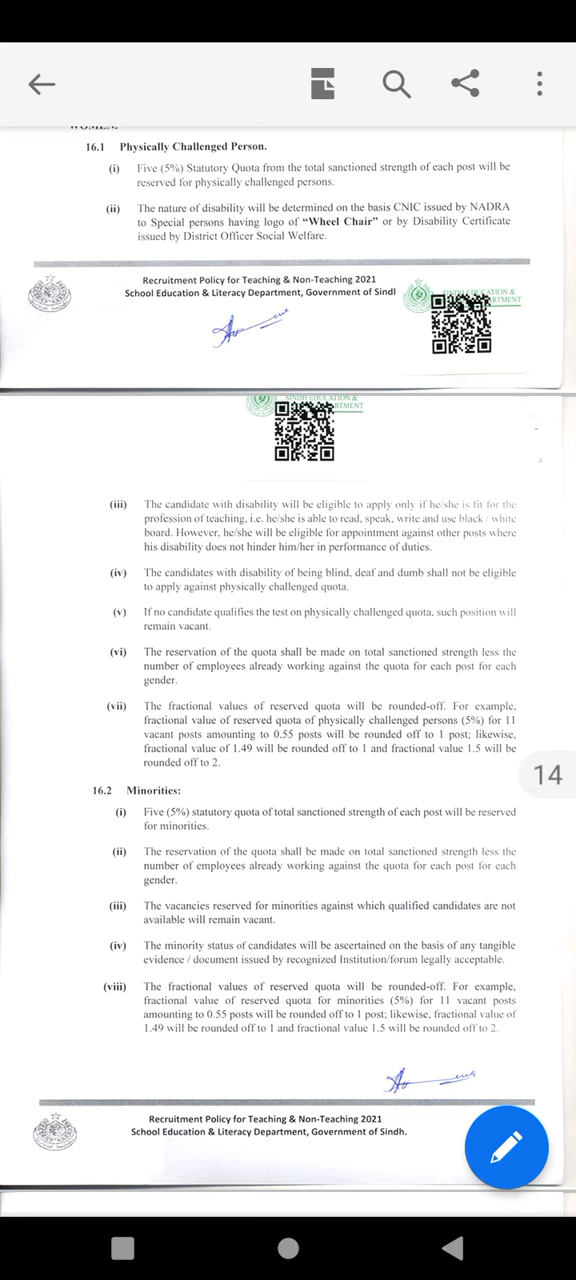 WOMEN:
16.1 Physically Challenged Person.
(i) Five (5%) Statutory Quota from the total sanctioned strength of each post will be
reserved for physically challenged persons.
(ii) The nature of disability will be determined on the basis CNIC issued by NADRA
to Special persons having logo of “Wheel Chair” or by Disability Certificate
issued by District Officer Social Welfare.
Recruitment Policy for Teaching & Non-Teaching 2021
School Education & Literacy Department, Government of Sindl
SINDH EDUCATION &
RTMENT
SINDH EDUCATION &
RTMENT
(iii) The candidate with disability will be eligible to apply only if he/she is fit for the
profession of teaching, i.e. he/she is able to read, speak, write and use black / white
board. However, he/she will be eligible for appointment against other posts where
his disability does not hinder him/her in performance of duties.
(iv) The candidates with disability of being blind, deaf and dumb shall not be eligible
to apply against physically challenged quota.
(v) If no candidate qualifies the test on physically challenged quota, such position will
remain vacant.
(vi) The reservation of the quota shall be made on total sanctioned strength less the
number of employees already working against the quota for each post for each
gender.
(vii) The fractional values of reserved quota will be rounded-off. For example,
fractional value of reserved quota of physically challenged persons (5%) for 11
vacant posts amounting to 0.55 posts will be rounded off to 1 post; likewise,
fractional value of 1.49 will be rounded off to 1 and fractional value 1.5 will be
rounded off to 2.
14
16.2 Minorities:
(i) Five (5%) statutory quota of total sanctioned strength of each post will be reserved
for minorities.
(ii) The reservation of the quota shall be made on total sanctioned strength less the
number of employees already working against the quota for each post for each
gender.
(iii) The vacancies reserved for minorities against which qualified candidates are not
available will remain vacant.
(iv) The minority status of candidates will be ascertained on the basis of any tangible
evidence / document issued by recognized Institution/forum legally acceptable.
(viii) The fractional values of reserved quota will be rounded-off. For example,
fractional value of reserved quota for minorities (5%) for 11 vacant posts
amounting to 0.55 posts will be rounded off to 1 post; likewise, fractional value of
1.49 will be rounded off to 1 and fractional value 1.5 will be rounded off to 2.
Recruitment Policy for Teaching & Non-Teaching 2021
School Education & Literacy Department, Government of Sindh.